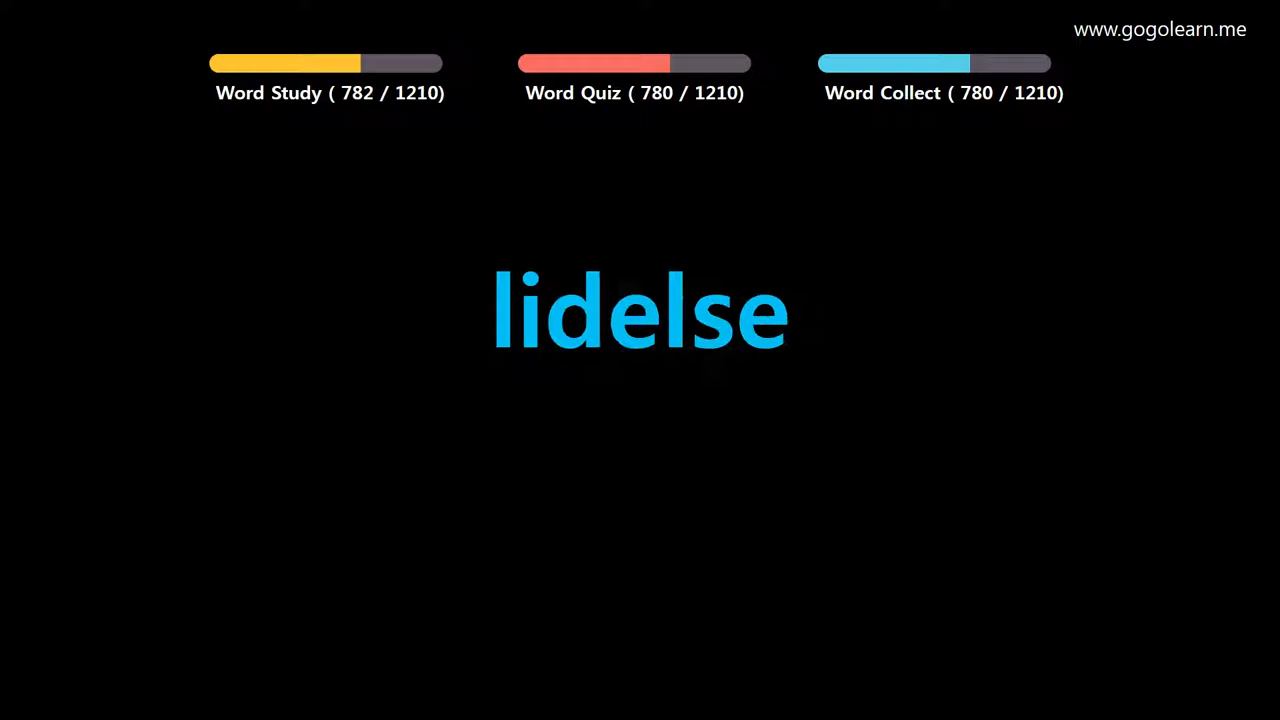 www.gogolearn.me
Word Study ( 782 / 1210)
Word Quiz ( 780 / 1210)
Word Collect ( 780 / 1210)
lidelse